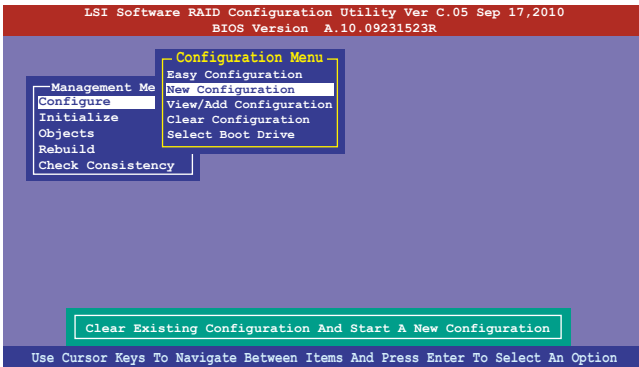 LSI Software RAID Configuration Utility Ver C.05 Sep 17,2010
BIOS Version A.10.09231523R
Configuration Menu
Easy Configuration
New Configuration
View/Add Configuration
Clear Configuration
Select Boot Drive
Management Me
Configure
Initialize
Objects
Rebuild
Check Consistency
Clear Existing Configuration And Start A New Configuration
Use Cursor Keys To Navigate Between Items And Press Enter To Select An Option